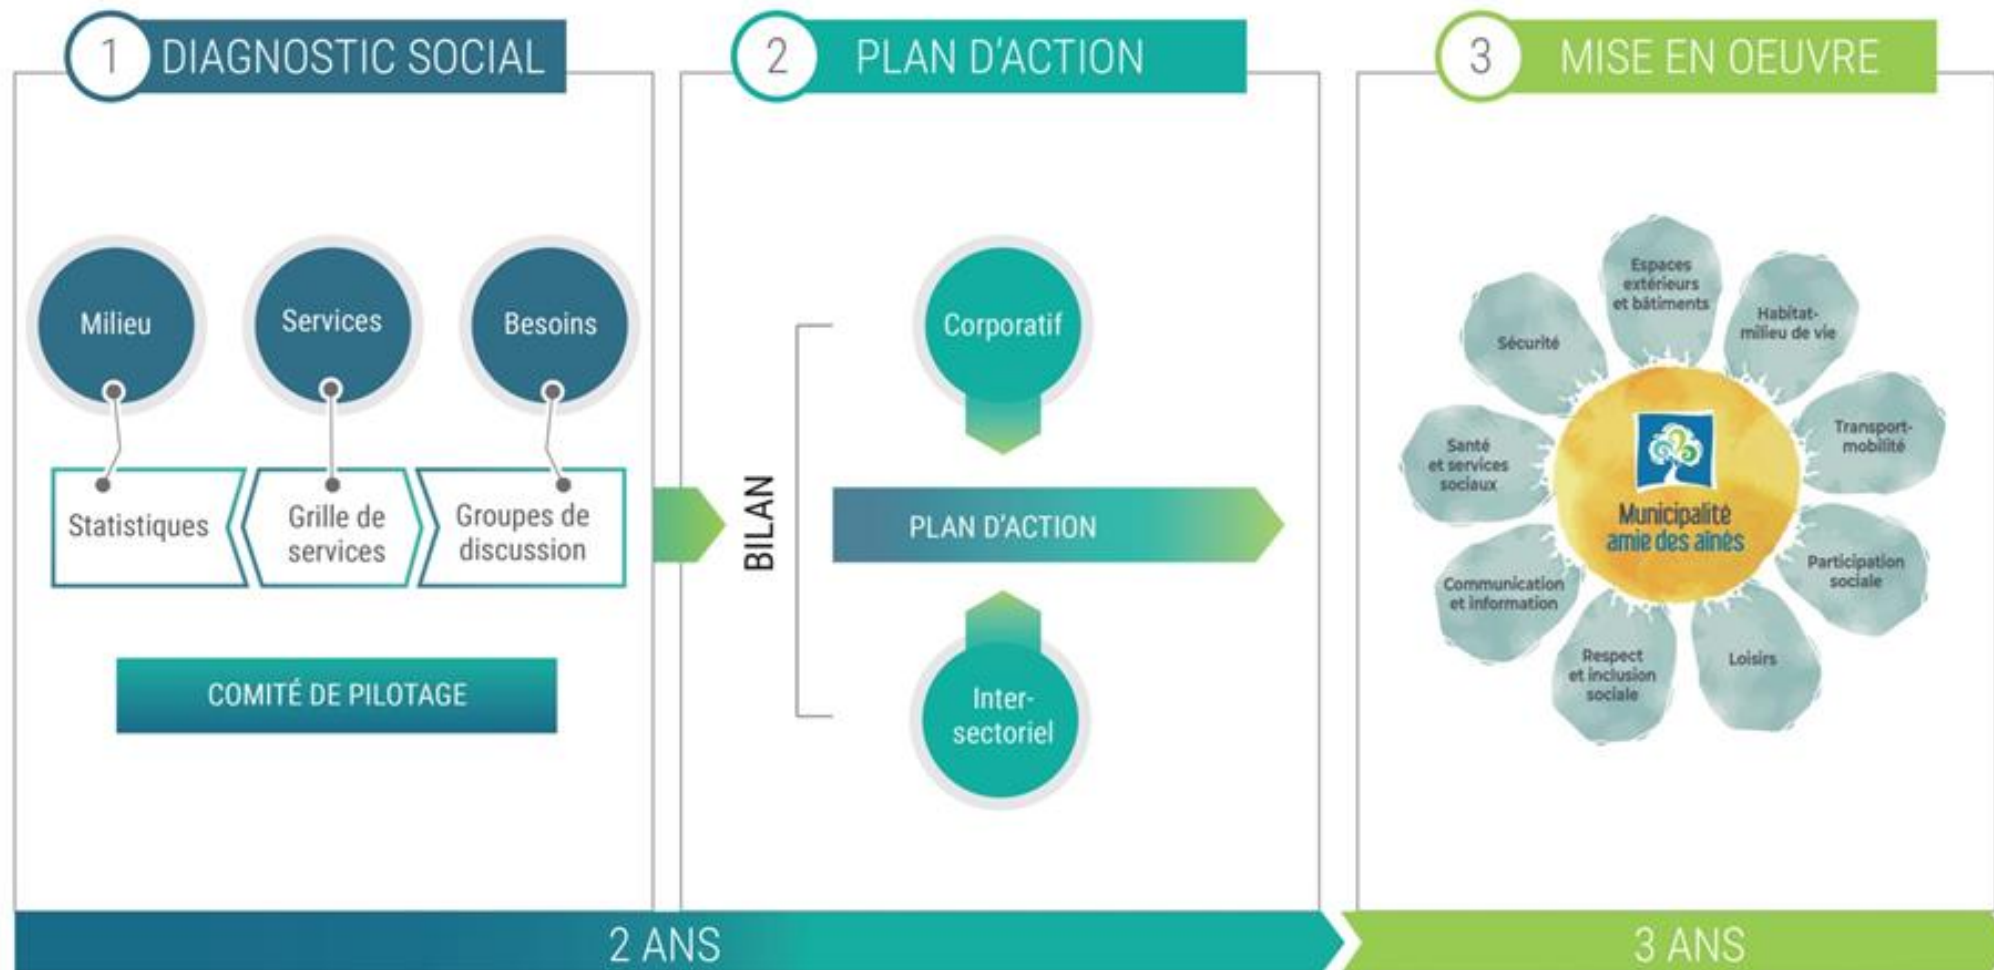 1 DIAGNOSTIC SOCIAL
Milieu
Services
Besoins
Statistiques
Grille de
services
Groupes de
discussion
COMITÉ DE PILOTAGE
2 PLAN D'ACTION
BILAN
Corporatif
PLAN D'ACTION
Inter-
sectoriel
3 MISE EN OEUVRE
Espaces
extérieurs
et bâtiments
Habitat-
milieu de vie
Transport-
mobilité
Participation
sociale
Loisirs
Respect
et inclusion
sociale
Communication
et information
Santé
et services
sociaux
Sécurité
Municipalité
amie des aînés
2 ANS
3 ANS